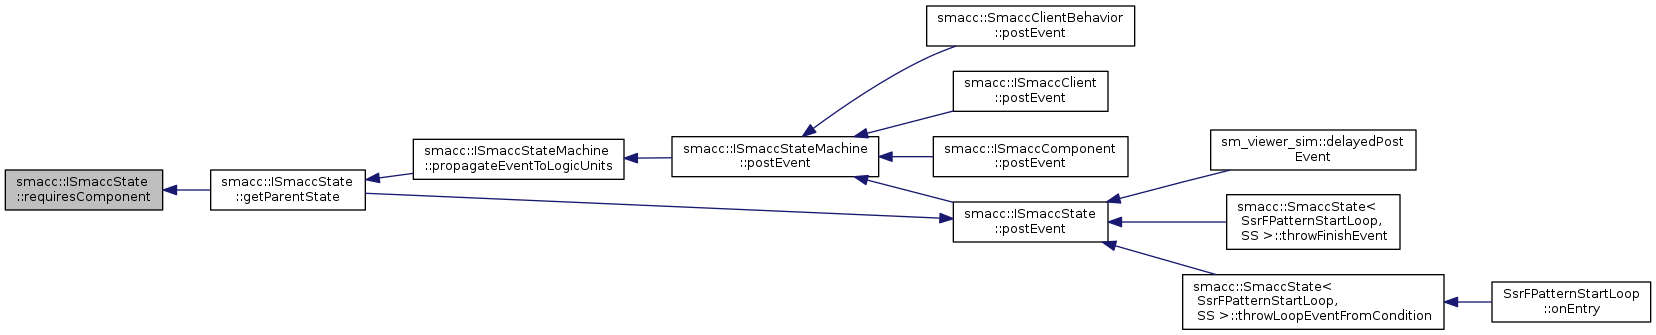 smacc::SmaccClientBehavior
::postEvent
smacc::ISmaccClient
::postEvent
smacc::ISmaccStateMachine
::propagateEventToLogicUnits
smacc::ISmaccStateMachine
::postEvent
smacc::ISmaccComponent
::postEvent
sm_viewer_sim::delayedPost
Event
smacc::ISmaccState
::requiresComponent
smacc::ISmaccState
::getParentState
smacc::ISmaccState
::postEvent
smacc::SmaccState<
SsrFPatternStartLoop,
SS >::throwFinishEvent
smacc::SmaccState<
SsrFPatternStartLoop,
SS >::throwLoopEventFromCondition
SsrFPatternStartLoop
::onEntry